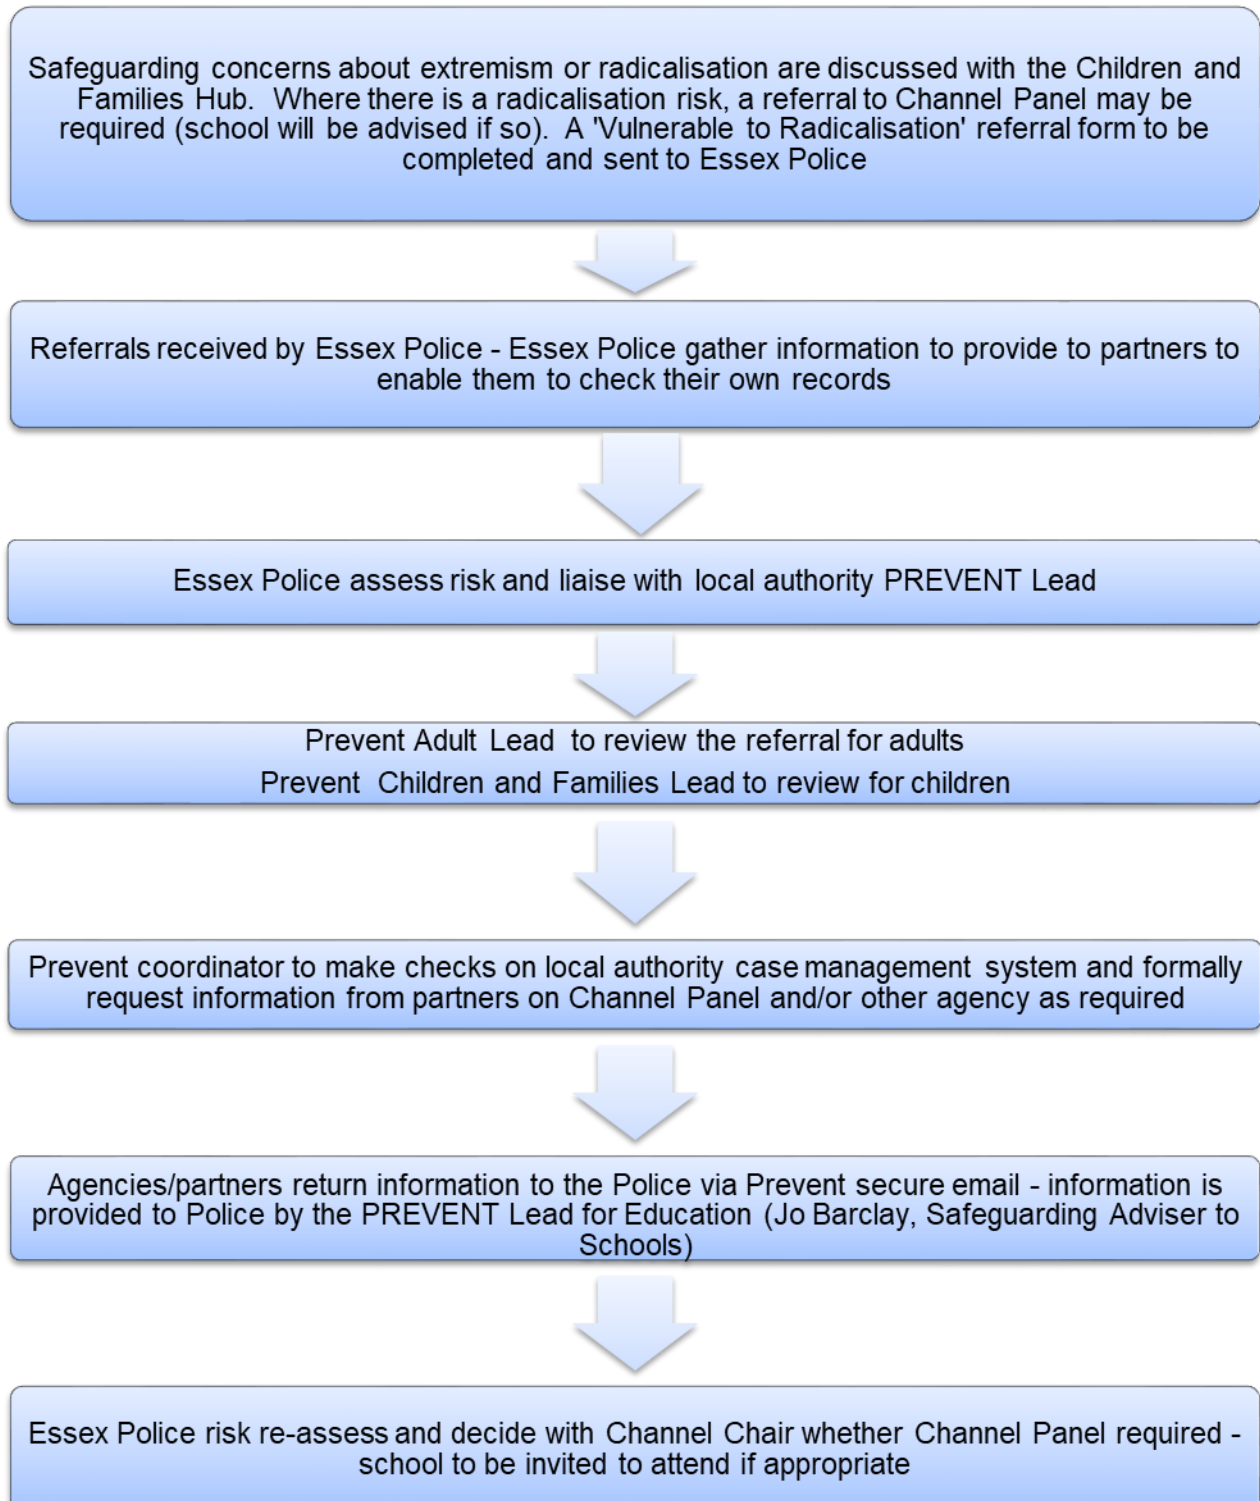 Safeguarding concerns about extremism or radicalisation are discussed with the Children and
Families Hub. Where there is a radicalisation risk, a referral to Channel Panel may be
required (school will be advised if so). A 'Vulnerable to Radicalisation' referral form to be
completed and sent to Essex Police
Referrals received by Essex Police - Essex Police gather information to provide to partners to
enable them to check their own records
Essex Police assess risk and liaise with local authority PREVENT Lead
Prevent Adult Lead to review the referral for adults
Prevent Children and Families Lead to review for children
Prevent coordinator to make checks on local authority case management system and formally
request information from partners on Channel Panel and/or other agency as required
Agencies/partners return information to the Police via Prevent secure email - information is
provided to Police by the PREVENT Lead for Education (Jo Barclay, Safeguarding Adviser to
Schools)
Essex Police risk re-assess and decide with Channel Chair whether Channel Panel required -
school to be invited to attend if appropriate